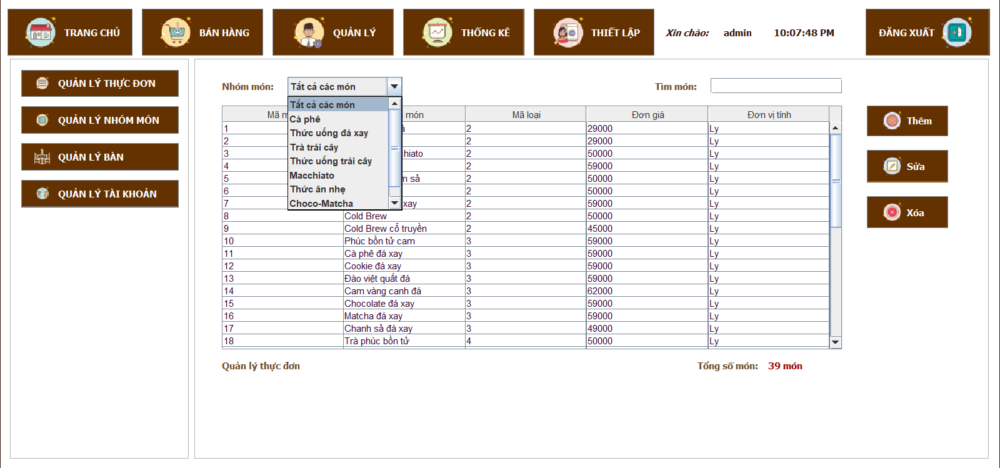 TRANG CHỦ
BÁN HÀNG
QUẢN LÝ
THỐNG KÊ
THIẾT LẬP
Xin chào: admin 10:07:48 PM
ĐĂNG XUẤT
QUẢN LÝ THỰC ĐƠN
QUẢN LÝ NHÓM MÓN
QUẢN LÝ BÀN
QUẢN LÝ TÀI KHOẢN
Nhóm món: Tất cả các món
Tìm món:
Tất cả các món
Cà phê
Thức uống đá xay
Trà trái cây
Thức uống trái cây
Macchiato
Thức ăn nhẹ
Choco-Matcha
Mã món Mã loại Đơn giá Đơn vị tính
1 2 29000 Ly
2 2 29000 Ly
3 hiato 2 50000 Ly
4 2 59000 Ly
5 sả 2 50000 Ly
6 2 50000 Ly
7 xay 2 59000 Ly
8 Cold Brew 2 50000 Ly
9 Cold Brew cổ truyền 2 45000 Ly
10 Phúc bồn tử cam 3 59000 Ly
11 Cà phê đá xay 3 59000 Ly
12 Cookie đá xay 3 59000 Ly
13 Đào việt quất đá 3 59000 Ly
14 Cam vàng canh đá 3 62000 Ly
15 Chocolate đá xay 3 59000 Ly
16 Matcha đá xay 3 59000 Ly
17 Chanh sả đá xay 3 49000 Ly
18 Trà phúc bồn tử 4 50000 Ly
Thêm
Sửa
Xóa
Quản lý thực đơn
Tổng số món: 39 món